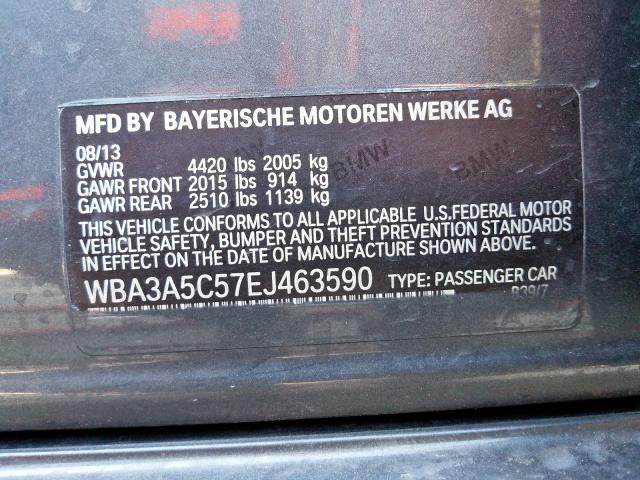 MFD BY BAYERISCHE MOTOREN WERKE AG
08/13
GVWR 4420 lbs 2005 kg
GAWR FRONT 2015 lbs 914 kg
GAWR REAR 2510 lbs 1139 kg
THIS VEHICLE CONFORMS TO ALL APPLICABLE U.S.FEDERAL MOTOR
VEHICLE SAFETY, BUMPER AND THEFT PREVENTION STANDARDS
IN EFFECT ON THE DATE OF MANUFACTURE SHOWN ABOVE.
WBA3A5C57EJ463590 TYPE: PASSENGER CAR
B39/7
BMW
BMW